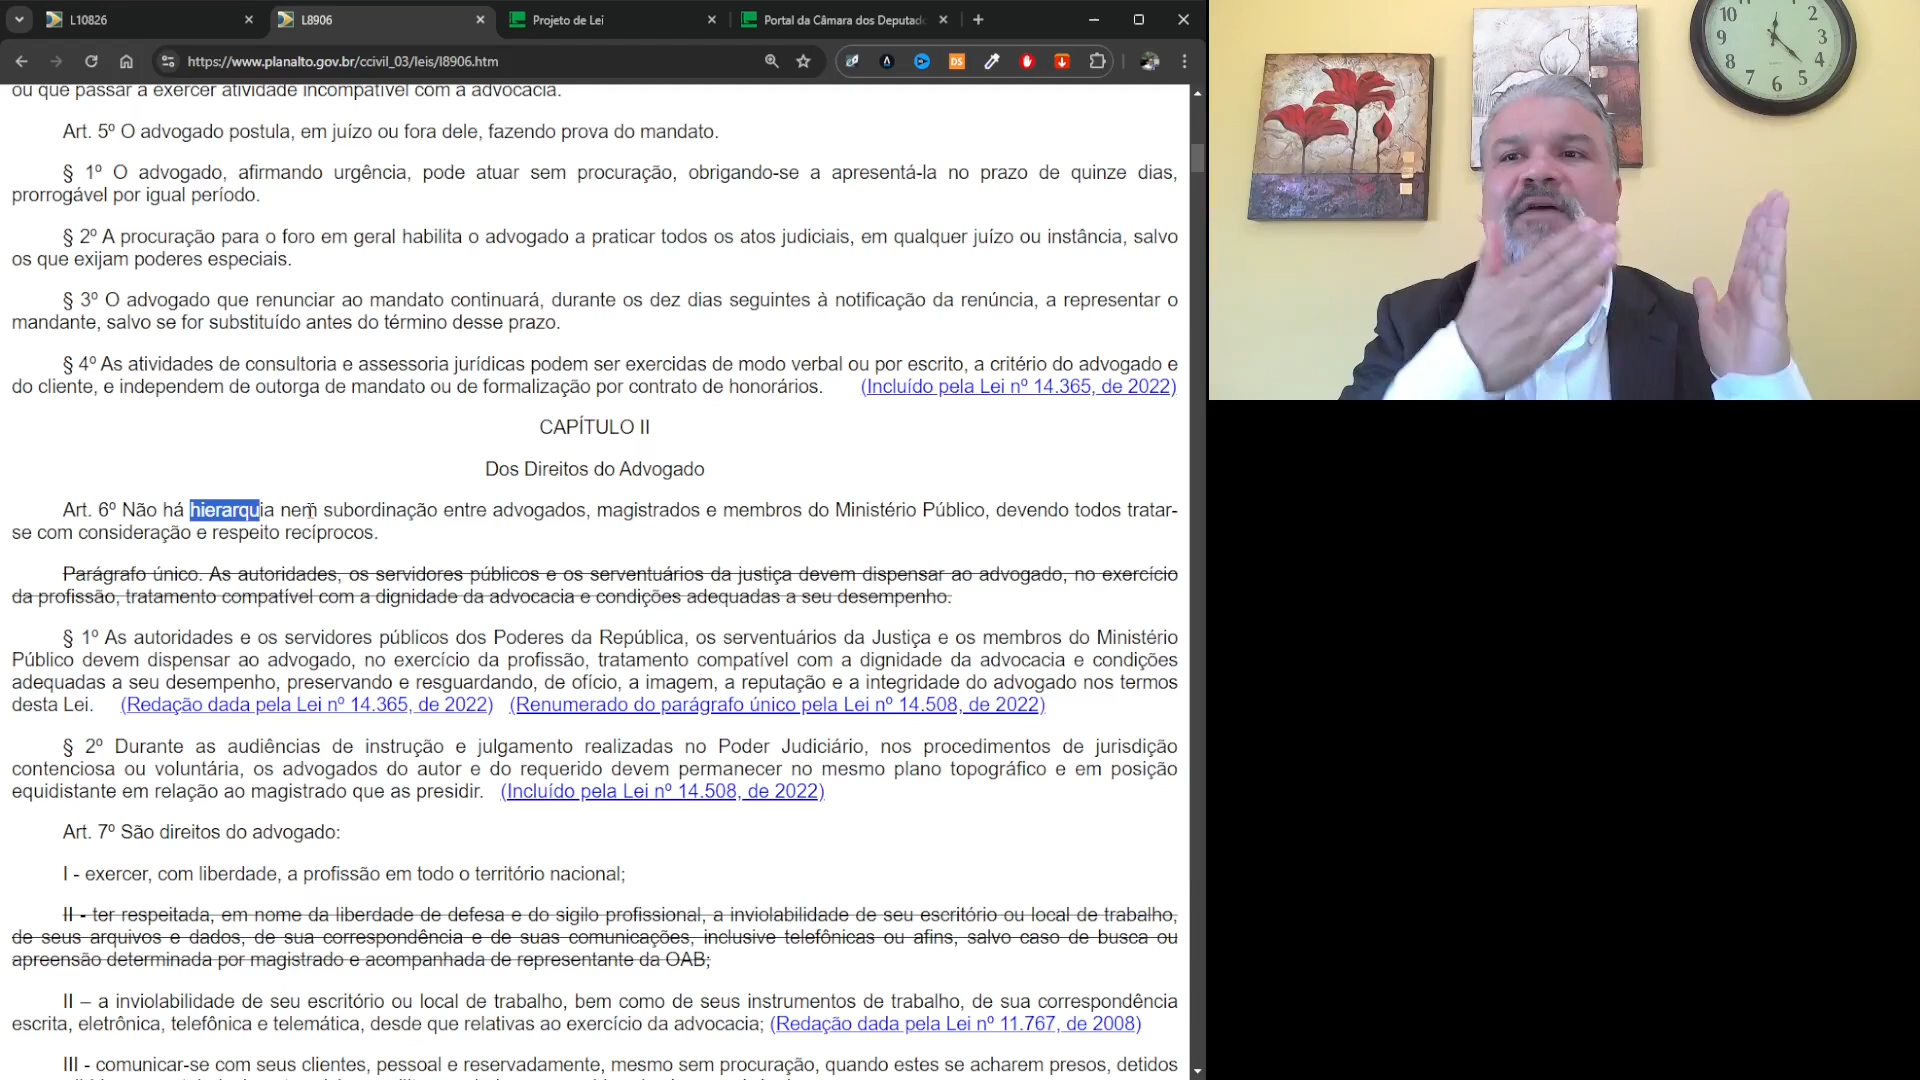 L10826
L8906
Projeto de Lei
Portal da Câmara dos Deputad
https://www.planalto.gov.br/ccivil_03/leis/l8906.htm
DS
ou que passar a exercer atividade incompatível com a advocacia.
Art. 5º O advogado postula, em juízo ou fora dele, fazendo prova do mandato.
§ 1º O advogado, afirmando urgência, pode atuar sem procuração, obrigando-se a apresentá-la no prazo de quinze dias,
prorrogável por igual período.
§ 2º A procuração para o foro em geral habilita o advogado a praticar todos os atos judiciais, em qualquer juízo ou instância, salvo
os que exijam poderes especiais.
§ 3º O advogado que renunciar ao mandato continuará, durante os dez dias seguintes à notificação da renúncia, a representar o
mandante, salvo se for substituído antes do término desse prazo.
§ 4º As atividades de consultoria e assessoria jurídicas podem ser exercidas de modo verbal ou por escrito, a critério do advogado e
do cliente, e independem de outorga de mandato ou de formalização por contrato de honorários. (Incluído pela Lei nº 14.365, de 2022)
CAPÍTULO II
Dos Direitos do Advogado
Art. 6º Não há hierarquia nem subordinação entre advogados, magistrados e membros do Ministério Público, devendo todos tratar-
se com consideração e respeito recíprocos.
Parágrafo único. As autoridades, os servidores públicos e os serventuários da justiça devem dispensar ao advogado, no exercício
da profissão, tratamento compatível com a dignidade da advocacia e condições adequadas a seu desempenho.
§ 1º As autoridades e os servidores públicos dos Poderes da República, os serventuários da Justiça e os membros do Ministério
Público devem dispensar ao advogado, no exercício da profissão, tratamento compatível com a dignidade da advocacia e condições
adequadas a seu desempenho, preservando e resguardando, de ofício, a imagem, a reputação e a integridade do advogado nos termos
desta Lei. (Redação dada pela Lei nº 14.365, de 2022) (Renumerado do parágrafo único pela Lei nº 14.508, de 2022)
§ 2º Durante as audiências de instrução e julgamento realizadas no Poder Judiciário, nos procedimentos de jurisdição
contenciosa ou voluntária, os advogados do autor e do requerido devem permanecer no mesmo plano topográfico e em posição
equidistante em relação ao magistrado que as presidir. (Incluído pela Lei nº 14.508, de 2022)
Art. 7º São direitos do advogado:
I - exercer, com liberdade, a profissão em todo o território nacional;
II - ter respeitada, em nome da liberdade de defesa e do sigilo profissional, a inviolabilidade de seu escritório ou local de trabalho,
de seus arquivos e dados, de sua correspondência e de suas comunicações, inclusive telefônicas ou afins, salvo caso de busca ou
apreensão determinada por magistrado e acompanhada de representante da OAB;
II – a inviolabilidade de seu escritório ou local de trabalho, bem como de seus instrumentos de trabalho, de sua correspondência
escrita, eletrônica, telefônica e telemática, desde que relativas ao exercício da advocacia; (Redação dada pela Lei nº 11.767, de 2008)
III - comunicar-se com seus clientes, pessoal e reservadamente, mesmo sem procuração, quando estes se acharem presos, detidos
10
2
9
3
8
4
7
5
6